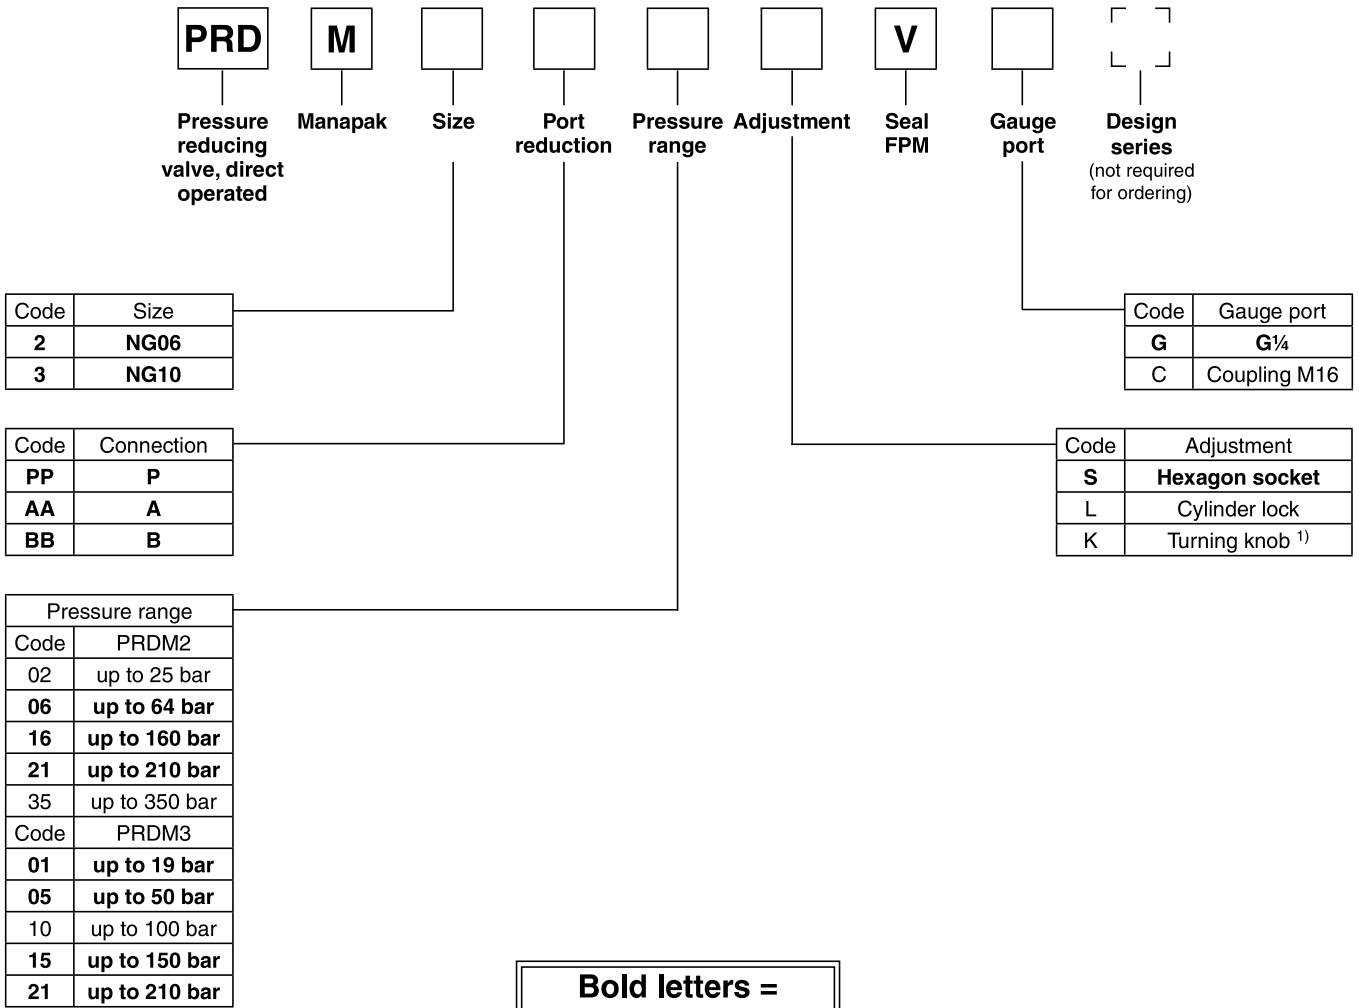 PRD M V
Pressure
reducing
valve, direct
operated
Manapak
Size
Port
reduction
Pressure
range
Adjustment
Seal
FPM
Gauge
port
Design
series
(not required
for ordering)
Code Size
2 NG06
3 NG10
Code Gauge port
G G¼
C Coupling M16
Code Connection
PP P
AA A
BB B
Code Adjustment
S Hexagon socket
L Cylinder lock
K Turning knob 1)
Pressure range
Code PRDM2
02 up to 25 bar
06 up to 64 bar
16 up to 160 bar
21 up to 210 bar
35 up to 350 bar
Code PRDM3
01 up to 19 bar
05 up to 50 bar
10 up to 100 bar
15 up to 150 bar
21 up to 210 bar
Bold letters =